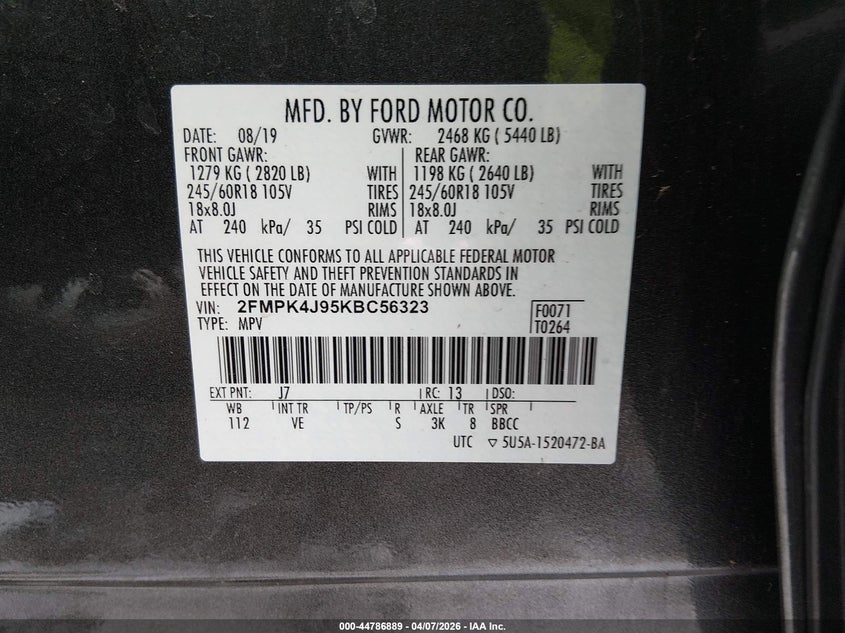 MFD. BY FORD MOTOR CO.
DATE: 08/19 GVWR: 2468 KG ( 5440 LB)
FRONT GAWR: REAR GAWR:
1279 KG ( 2820 LB) WITH 1198 KG ( 2640 LB) WITH
245/60R18 105V TIRES 245/60R18 105V TIRES
18x8.0J RIMS 18x8.0J RIMS
AT 240 kPa/ 35 PSI COLD AT 240 kPa/ 35 PSI COLD
THIS VEHICLE CONFORMS TO ALL APPLICABLE FEDERAL MOTOR
VEHICLE SAFETY AND THEFT PREVENTION STANDARDS IN
EFFECT ON THE DATE OF MANUFACTURE SHOWN ABOVE.
VIN: 2FMPK4J95KBC56323 F0071
TYPE: MPV T0264
EXT PNT: J7 RC: 13 DSO:
WB INT TR TP/PS R AXLE TR SPR
112 VE S 3K 8 BBCC
UTC ▽ 5U5A-1520472-BA
000-44786889 - 04/07/2026 - IAA Inc.